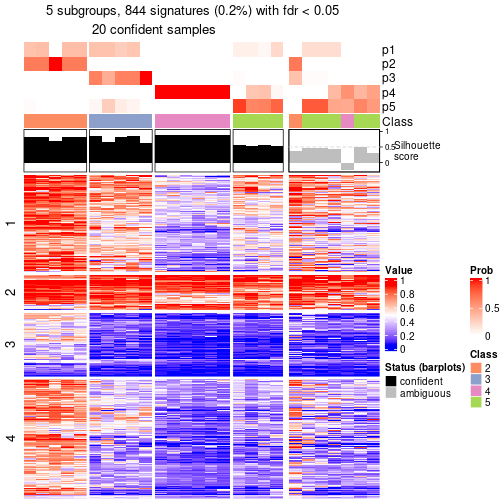 5 subgroups, 844 signatures (0.2%) with fdr < 0.05
20 confident samples
p1
p2
p3
p4
p5
Class
1
0.5
0
Silhouette
score
1
2
3
4
Value
1
0.8
0.6
0.4
0.2
0
Status (barplots)
confident
ambiguous
Prob
1
0.5
0
Class
2
3
4
5